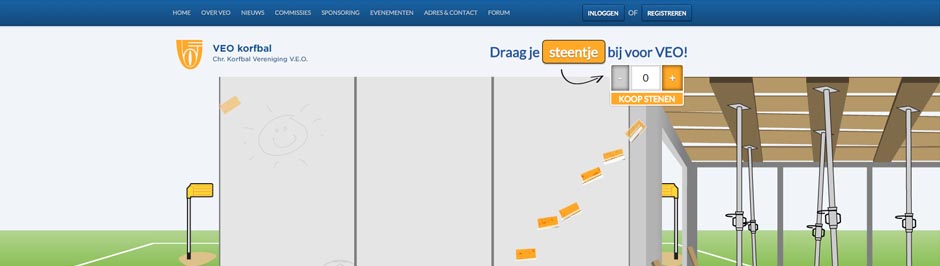 HOME OVER VEO NIEUWS COMMISSIES SPONSORING EVENEMENTEN ADRES & CONTACT FORUM INLOGGEN OF REGISTREREN
VEO korfbal
Chr. Korfbal Vereniging V.E.O.
Draag je steentje bij voor VEO!
- 0 +
KOOP STENEN